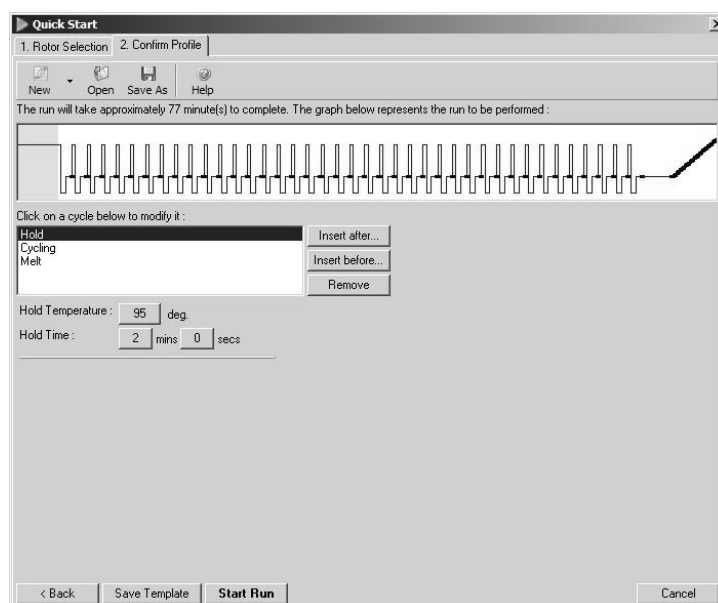 Quick Start
1. Rotor Selection 2. Confirm Profile
New Open Save As Help
The run will take approximately 77 minute(s) to complete. The graph below represents the run to be performed :
Click on a cycle below to modify it :
Hold
Cycling
Melt
Insert after...
Insert before...
Remove
Hold Temperature : 95 deg.
Hold Time : 2 mins 0 secs
< Back Save Template Start Run Cancel